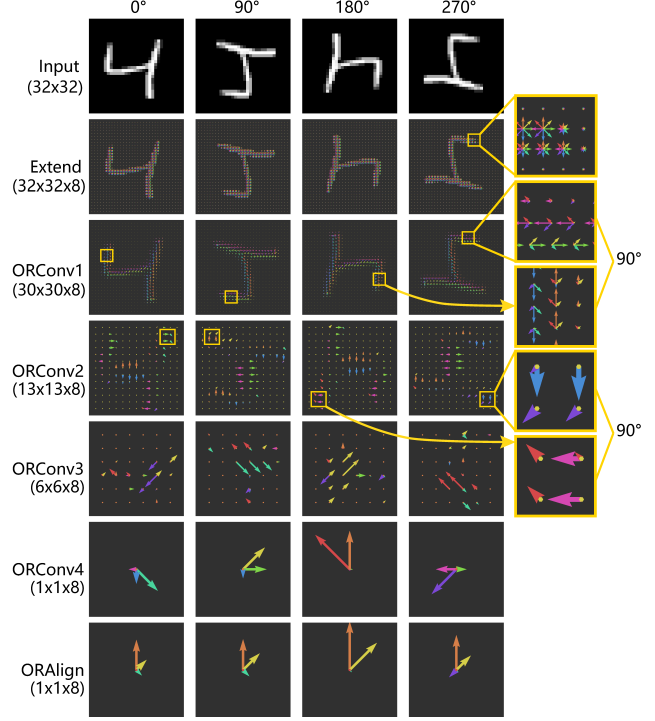 0° 90° 180° 270°
Input
(32x32)
Extend
(32x32x8)
ORConv1
(30x30x8)
90°
ORConv2
(13x13x8)
90°
ORConv3
(6x6x8)
ORConv4
(1x1x8)
ORAlign
(1x1x8)